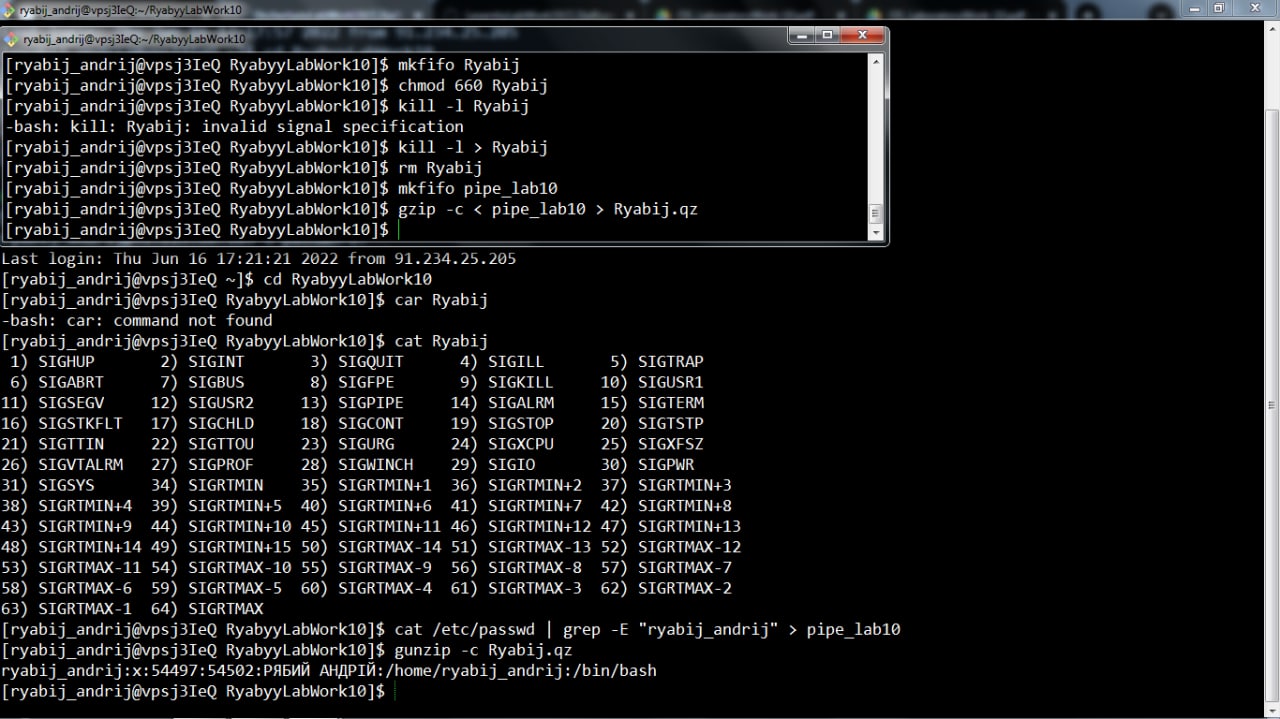 ryabij_andrij@vpsj3IeQ:~/RyabyyLabWork10
ryabij_andrij@vpsj3IeQ:~/RyabyyLabWork10
[ryabij_andrij@vpsj3IeQ RyabyyLabWork10]$ mkfifo Ryabij
[ryabij_andrij@vpsj3IeQ RyabyyLabWork10]$ chmod 660 Ryabij
[ryabij_andrij@vpsj3IeQ RyabyyLabWork10]$ kill -l Ryabij
-bash: kill: Ryabij: invalid signal specification
[ryabij_andrij@vpsj3IeQ RyabyyLabWork10]$ kill -l > Ryabij
[ryabij_andrij@vpsj3IeQ RyabyyLabWork10]$ rm Ryabij
[ryabij_andrij@vpsj3IeQ RyabyyLabWork10]$ mkfifo pipe_lab10
[ryabij_andrij@vpsj3IeQ RyabyyLabWork10]$ gzip -c < pipe_lab10 > Ryabij.qz
[ryabij_andrij@vpsj3IeQ RyabyyLabWork10]$
Last login: Thu Jun 16 17:21:21 2022 from 91.234.25.205
[ryabij_andrij@vpsj3IeQ ~]$ cd RyabyyLabWork10
[ryabij_andrij@vpsj3IeQ RyabyyLabWork10]$ car Ryabij
-bash: car: command not found
[ryabij_andrij@vpsj3IeQ RyabyyLabWork10]$ cat Ryabij
1) SIGHUP 2) SIGINT 3) SIGQUIT 4) SIGILL 5) SIGTRAP
6) SIGABRT 7) SIGBUS 8) SIGFPE 9) SIGKILL 10) SIGUSR1
11) SIGSEGV 12) SIGUSR2 13) SIGPIPE 14) SIGALRM 15) SIGTERM
16) SIGSTKFLT 17) SIGCHLD 18) SIGCONT 19) SIGSTOP 20) SIGTSTP
21) SIGTTIN 22) SIGTTOU 23) SIGURG 24) SIGXCPU 25) SIGXFSZ
26) SIGVTALRM 27) SIGPROF 28) SIGWINCH 29) SIGIO 30) SIGPWR
31) SIGSYS 34) SIGRTMIN 35) SIGRTMIN+1 36) SIGRTMIN+2 37) SIGRTMIN+3
38) SIGRTMIN+4 39) SIGRTMIN+5 40) SIGRTMIN+6 41) SIGRTMIN+7 42) SIGRTMIN+8
43) SIGRTMIN+9 44) SIGRTMIN+10 45) SIGRTMIN+11 46) SIGRTMIN+12 47) SIGRTMIN+13
48) SIGRTMIN+14 49) SIGRTMIN+15 50) SIGRTMAX-14 51) SIGRTMAX-13 52) SIGRTMAX-12
53) SIGRTMAX-11 54) SIGRTMAX-10 55) SIGRTMAX-9 56) SIGRTMAX-8 57) SIGRTMAX-7
58) SIGRTMAX-6 59) SIGRTMAX-5 60) SIGRTMAX-4 61) SIGRTMAX-3 62) SIGRTMAX-2
63) SIGRTMAX-1 64) SIGRTMAX
[ryabij_andrij@vpsj3IeQ RyabyyLabWork10]$ cat /etc/passwd | grep -E "ryabij_andrij" > pipe_lab10
[ryabij_andrij@vpsj3IeQ RyabyyLabWork10]$ gunzip -c Ryabij.qz
ryabij_andrij:x:54497:54502:РЯБИЙ АНДРІЙ:/home/ryabij_andrij:/bin/bash
[ryabij_andrij@vpsj3IeQ RyabyyLabWork10]$